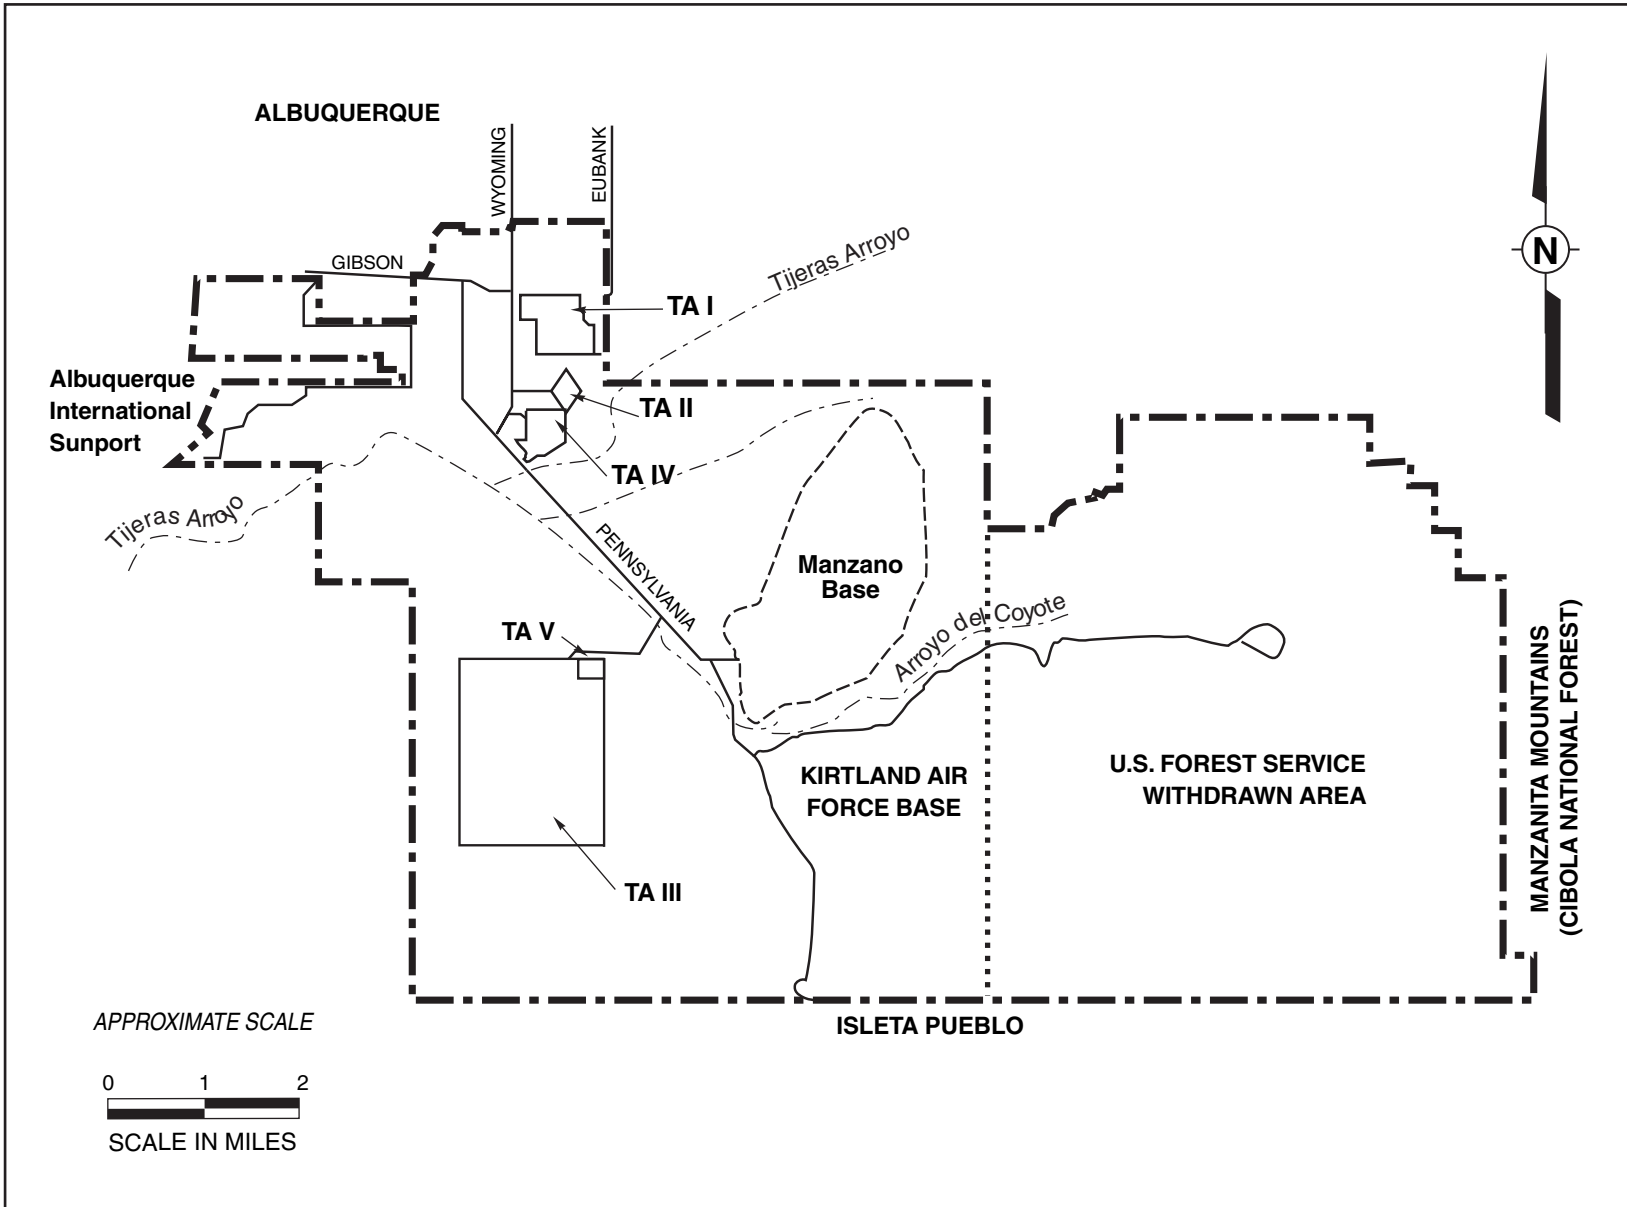 ALBUQUERQUE
WYOMING
EUBANK
GIBSON
Tijeras Arroyo
N
TA I
Albuquerque
International
Sunport
TA II
TA IV
Tijeras Arroyo
PENNSYLVANIA
Manzano
Base
Arroyo del Coyote
TA V
KIRTLAND AIR
FORCE BASE
U.S. FOREST SERVICE
WITHDRAWN AREA
MANZANITA MOUNTAINS
(CIBOLA NATIONAL FOREST)
TA III
ISLETA PUEBLO
APPROXIMATE SCALE
0 1 2
SCALE IN MILES